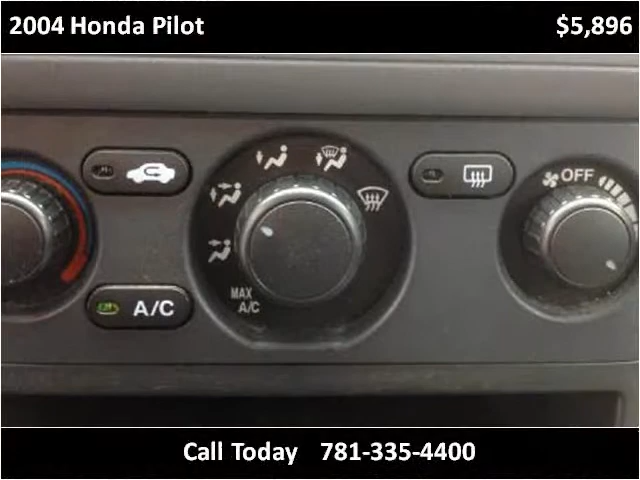 2004 Honda Pilot $5,896
OFF
MAX
A/C
A/C
Call Today 781-335-4400